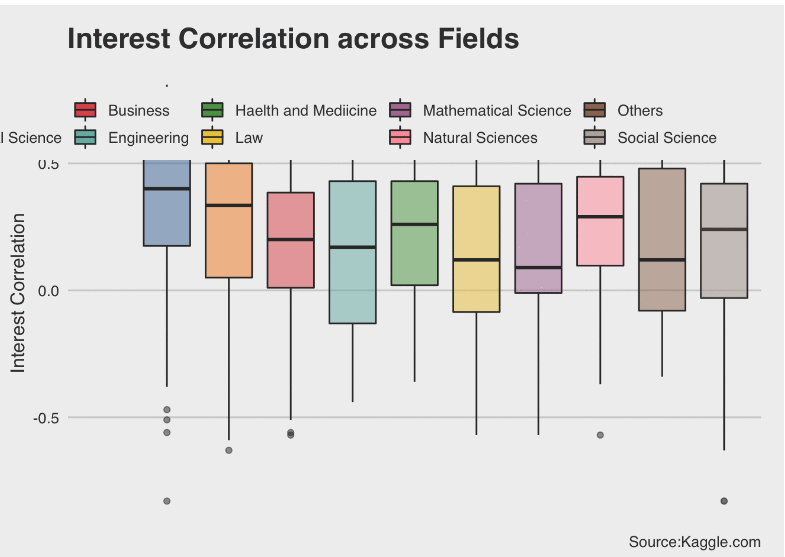 Interest Correlation across Fields
Business Haelth and Mediicine Mathematical Science Others
l Science Engineering Law Natural Sciences Social Science
0.5
Interest Correlation
0.0
-0.5
Source:Kaggle.com